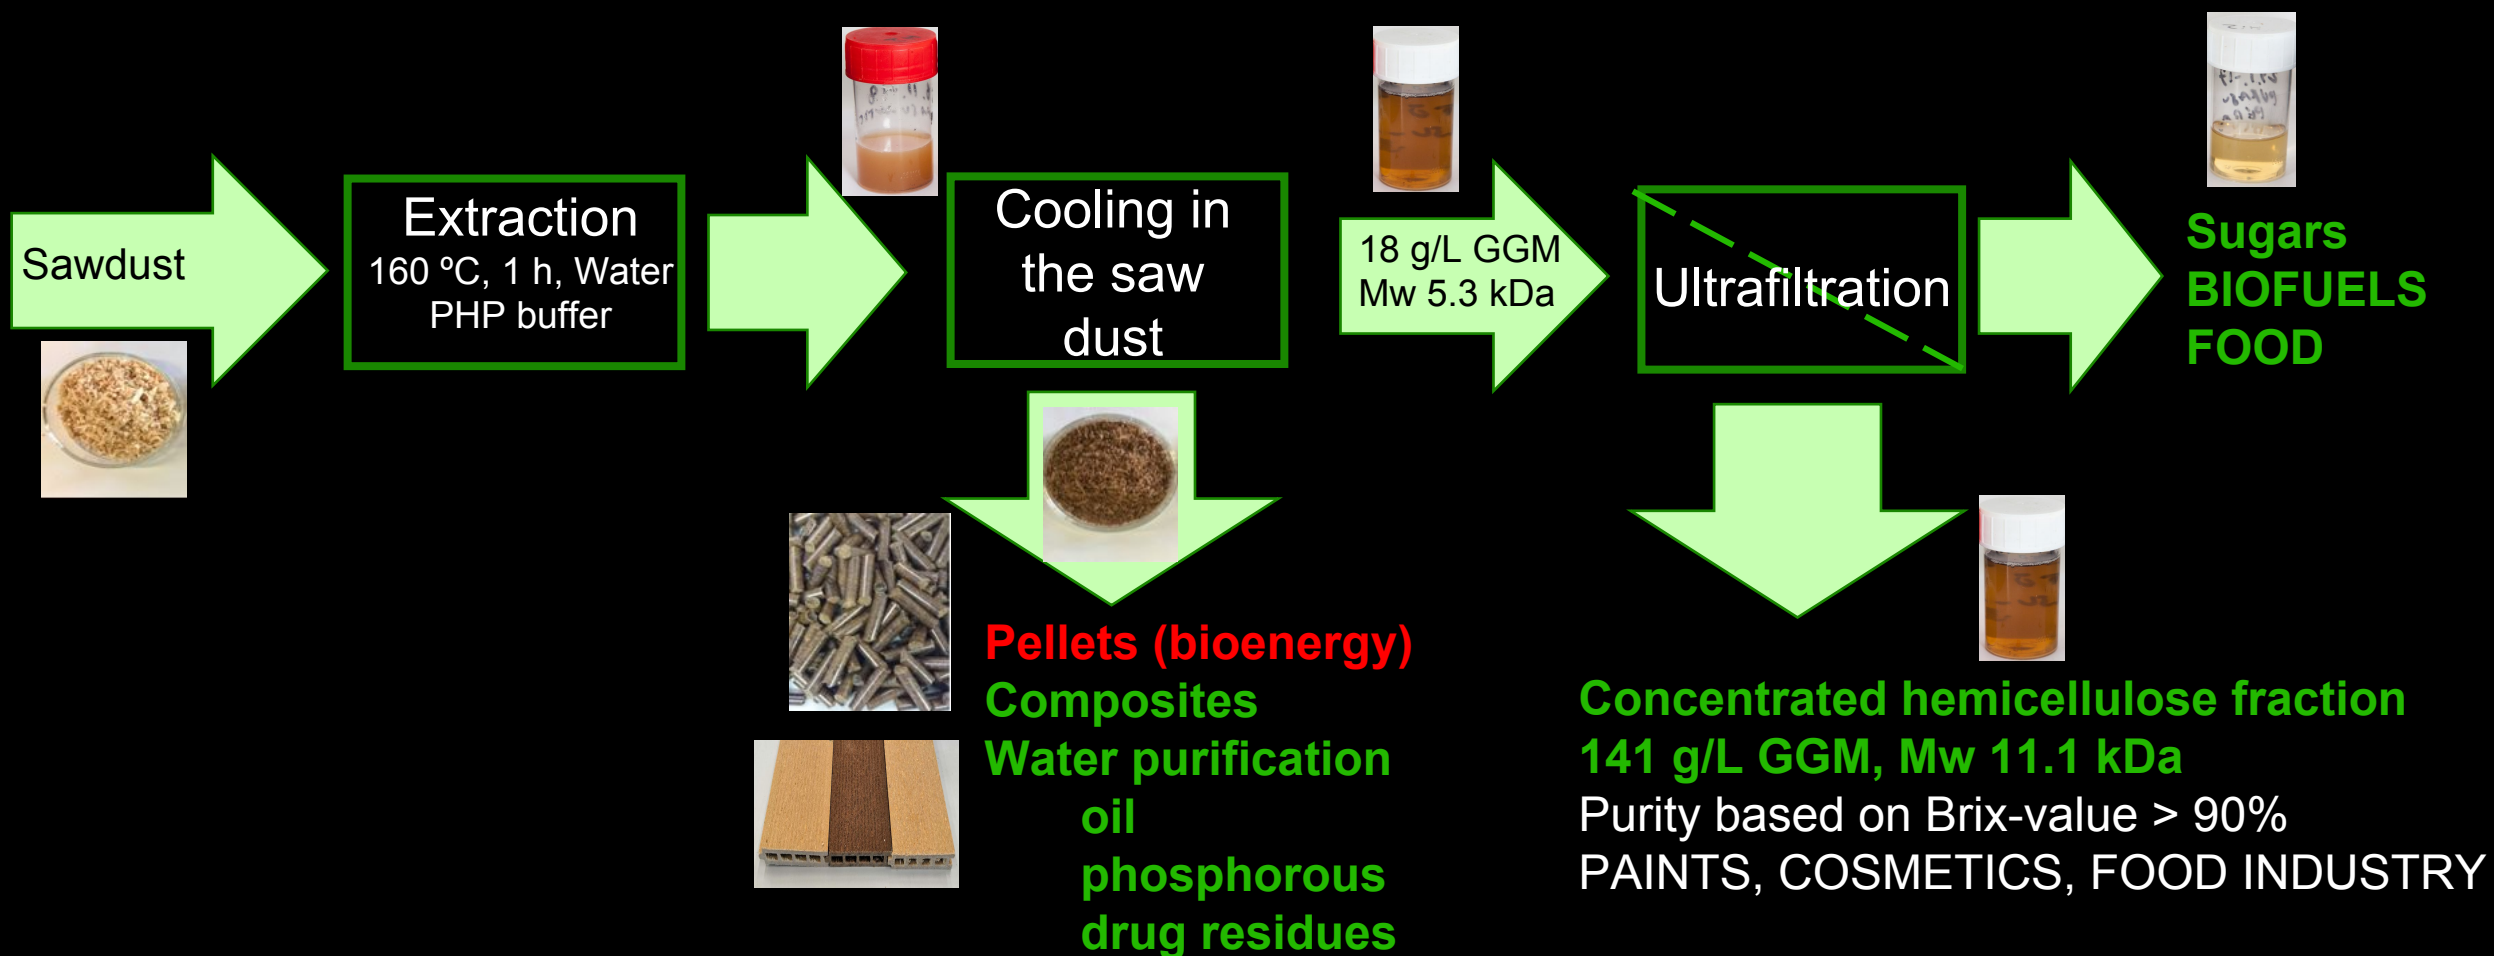 Sawdust
Extraction
160 ºC, 1 h, Water
PHP buffer
Cooling in
the saw
dust
18 g/L GGM
Mw 5.3 kDa
Ultrafiltration
Sugars
BIOFUELS
FOOD
Pellets (bioenergy)
Composites
Water purification
oil
phosphorous
drug residues
Concentrated hemicellulose fraction
141 g/L GGM, Mw 11.1 kDa
Purity based on Brix-value > 90%
PAINTS, COSMETICS, FOOD INDUSTRY